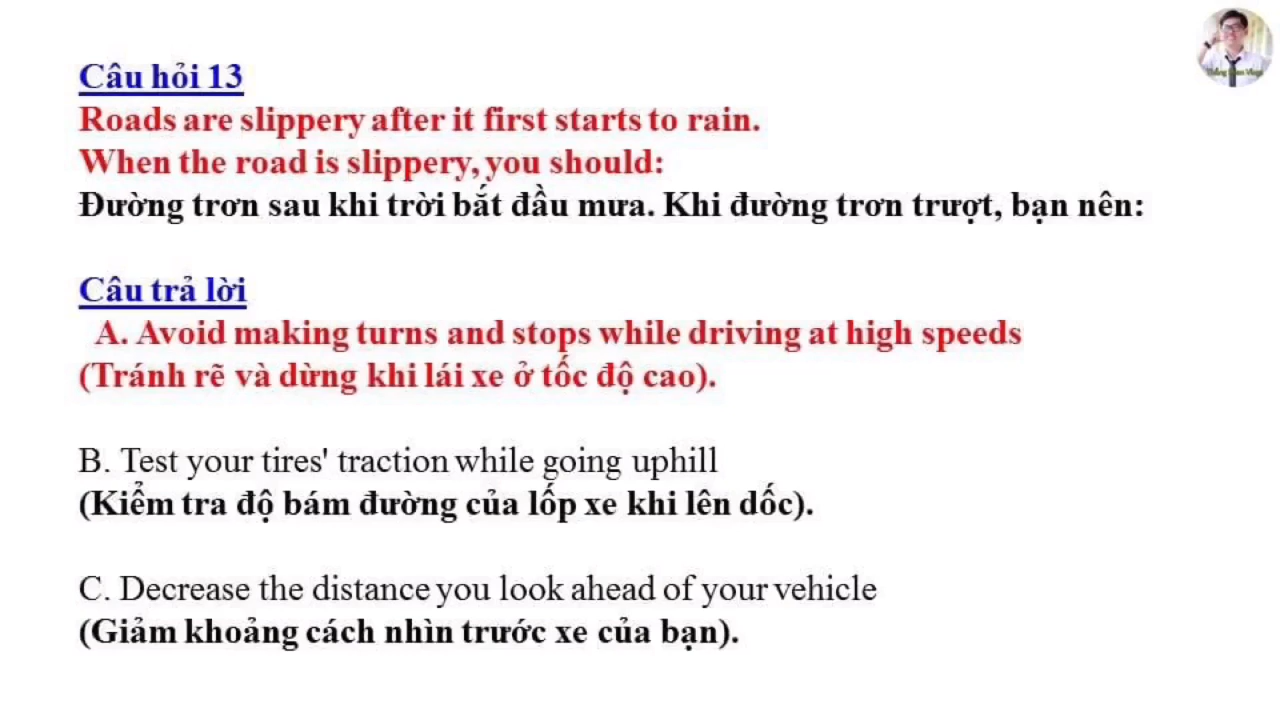 Câu hỏi 13
Roads are slippery after it first starts to rain.
When the road is slippery, you should:
Đường trơn sau khi trời bắt đầu mưa. Khi đường trơn trượt, bạn nên:
Câu trả lời
A. Avoid making turns and stops while driving at high speeds
(Tránh rẽ và dừng khi lái xe ở tốc độ cao).
B. Test your tires' traction while going uphill
(Kiểm tra độ bám đường của lốp xe khi lên dốc).
C. Decrease the distance you look ahead of your vehicle
(Giảm khoảng cách nhìn trước xe của bạn).